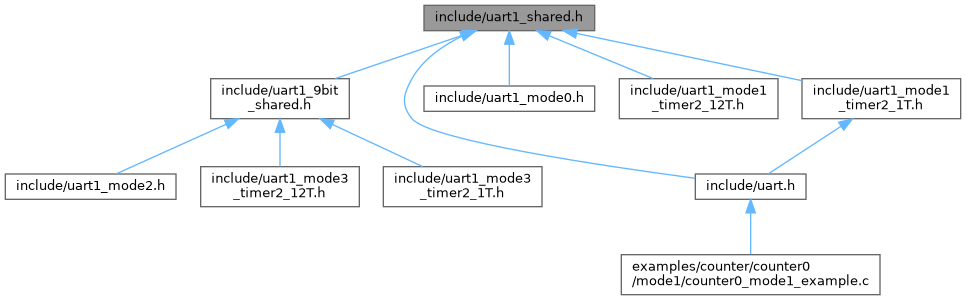 include/uart1_shared.h
include/uart1_9bit
_shared.h
include/uart1_mode0.h
include/uart1_mode1
_timer2_12T.h
include/uart1_mode1
_timer2_1T.h
include/uart1_mode2.h
include/uart1_mode3
_timer2_12T.h
include/uart1_mode3
_timer2_1T.h
include/uart.h
examples/counter/counter0
/mode1/counter0_mode1_example.c